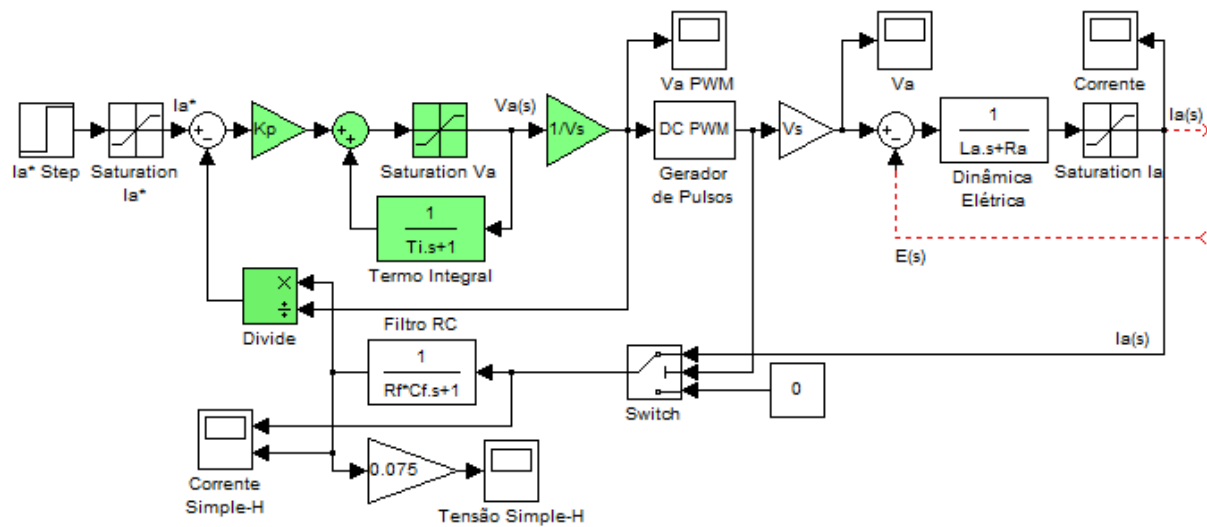 Va PWM
Va
Corrente
Ia* Step
Saturation
Ia*
Ia*
+
-
Kp
+
+
Saturation Va
Va(s)
1/Vs
DC PWM
Gerador
de Pulsos
Vs
+
-
1
La.s+Ra
Dinâmica
Elétrica
Saturation Ia
Ia(s)
E(s)
1
Ti.s+1
Termo Integral
×
÷
Divide
Filtro RC
1
Rf*Cf.s+1
Switch
Ia(s)
0
Corrente
Simple-H
0.075
Tensão Simple-H